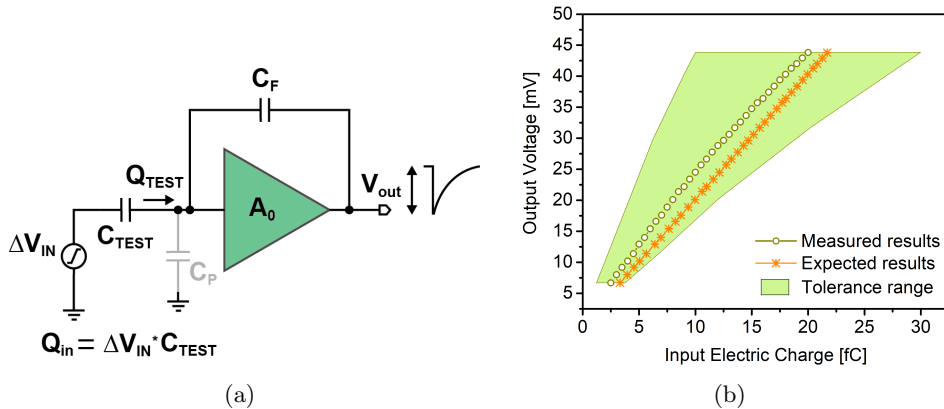 C_F
Q_TEST
A_0
V_out
ΔV_IN
C_TEST
C_P
Q_in = ΔV_IN*C_TEST
(a)
Output Voltage [mV]
50
45
40
35
30
25
20
15
10
5
Measured results
Expected results
Tolerance range
0 5 10 15 20 25 30
Input Electric Charge [fC]
(b)